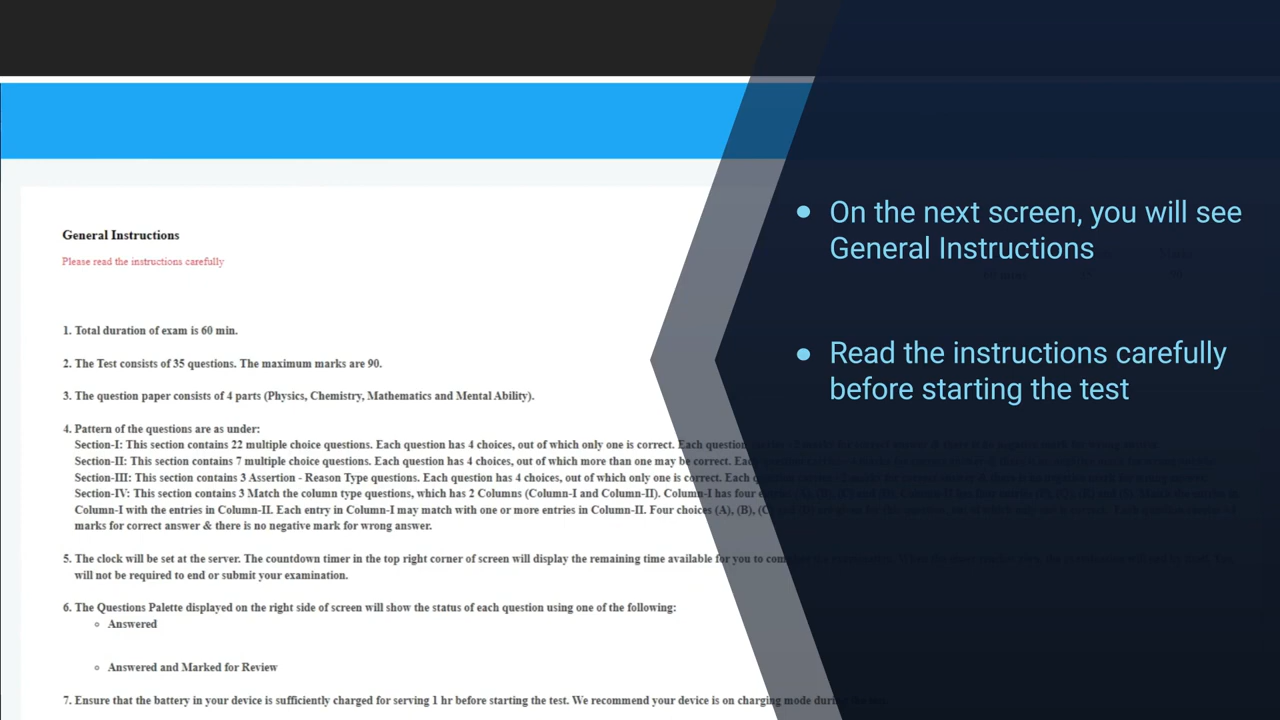 General Instructions
Please read the instructions carefully
1. Total duration of exam is 60 min.
2. The Test consists of 35 questions. The maximum marks are 90.
3. The question paper consists of 4 parts (Physics, Chemistry, Mathematics and Mental Ability).
4. Pattern of the questions are as under:
Section-I: This section contains 22 multiple choice questions. Each question has 4 choices, out of which only one is correct. Each question
Section-II: This section contains 7 multiple choice questions. Each question has 4 choices, out of which more than one may be correct.
Section-III: This section contains 3 Assertion - Reason Type questions. Each question has 4 choices, out of which only one is correct. Each
Section-IV: This section contains 3 Match the column type questions, which has 2 Columns (Column-I and Column-II). Column-I has four
Column-I with the entries in Column-II. Each entry in Column-I may match with one or more entries in Column-II. Four choices (A), (B),
marks for correct answer & there is no negative mark for wrong answer.
5. The clock will be set at the server. The countdown timer in the top right corner of screen will display the remaining time available for you to
will not be required to end or submit your examination.
6. The Questions Palette displayed on the right side of screen will show the status of each question using one of the following:
Answered
Answered and Marked for Review
7. Ensure that the battery in your device is sufficiently charged for serving 1 hr before starting the test. We recommend your device is on charging mode during
• On the next screen, you will see
General Instructions
• Read the instructions carefully
before starting the test